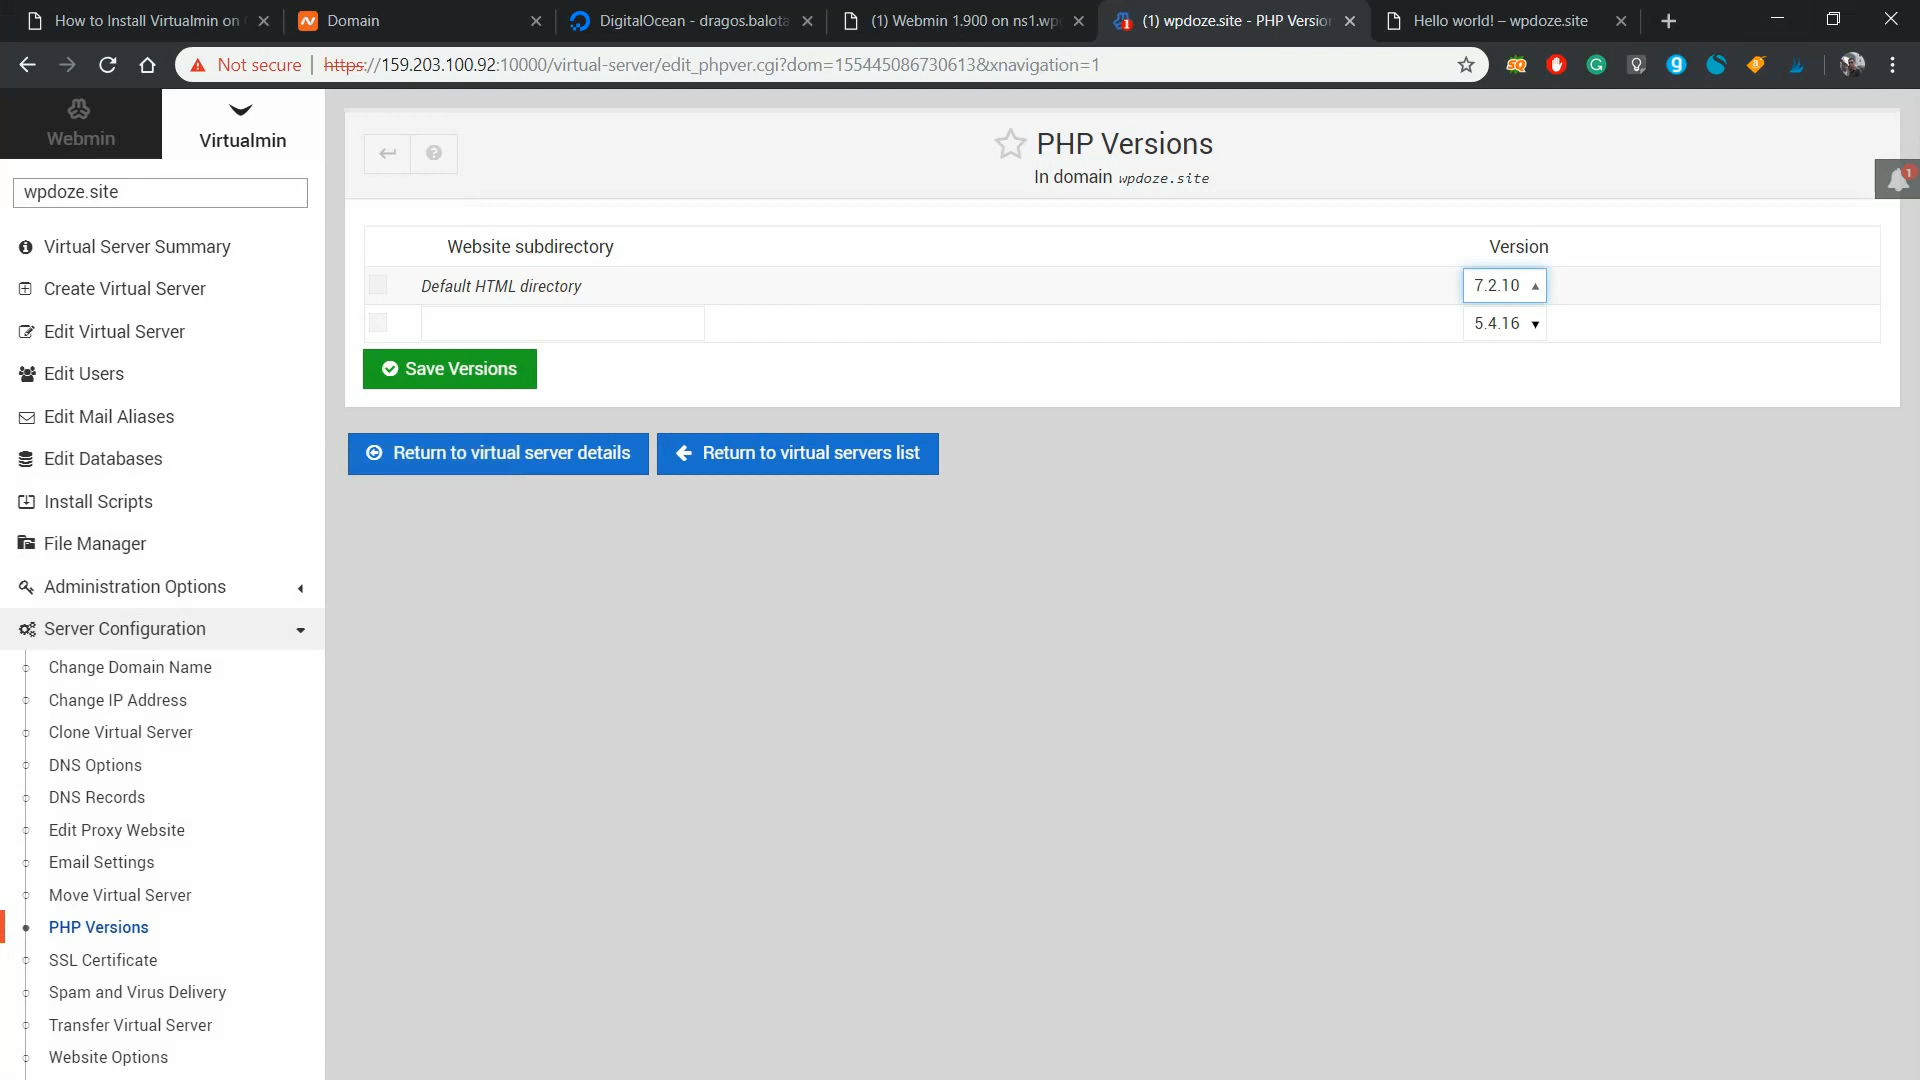 How to Install Virtualmin on
Domain
DigitalOcean - dragos.balota
(1) Webmin 1.900 on ns1.wp
(1) wpdoze.site - PHP Versio
Hello world! – wpdoze.site
Not secure
https://159.203.100.92:10000/virtual-server/edit_phpver.cgi?dom=155445086730613&xnavigation=1
Webmin
Virtualmin
wpdoze.site
Virtual Server Summary
Create Virtual Server
Edit Virtual Server
Edit Users
Edit Mail Aliases
Edit Databases
Install Scripts
File Manager
Administration Options
Server Configuration
Change Domain Name
Change IP Address
Clone Virtual Server
DNS Options
DNS Records
Edit Proxy Website
Email Settings
Move Virtual Server
PHP Versions
SSL Certificate
Spam and Virus Delivery
Transfer Virtual Server
Website Options
PHP Versions
In domain wpdoze.site
1
Website subdirectory Version
Default HTML directory 7.2.10
5.4.16
Save Versions
Return to virtual server details
Return to virtual servers list